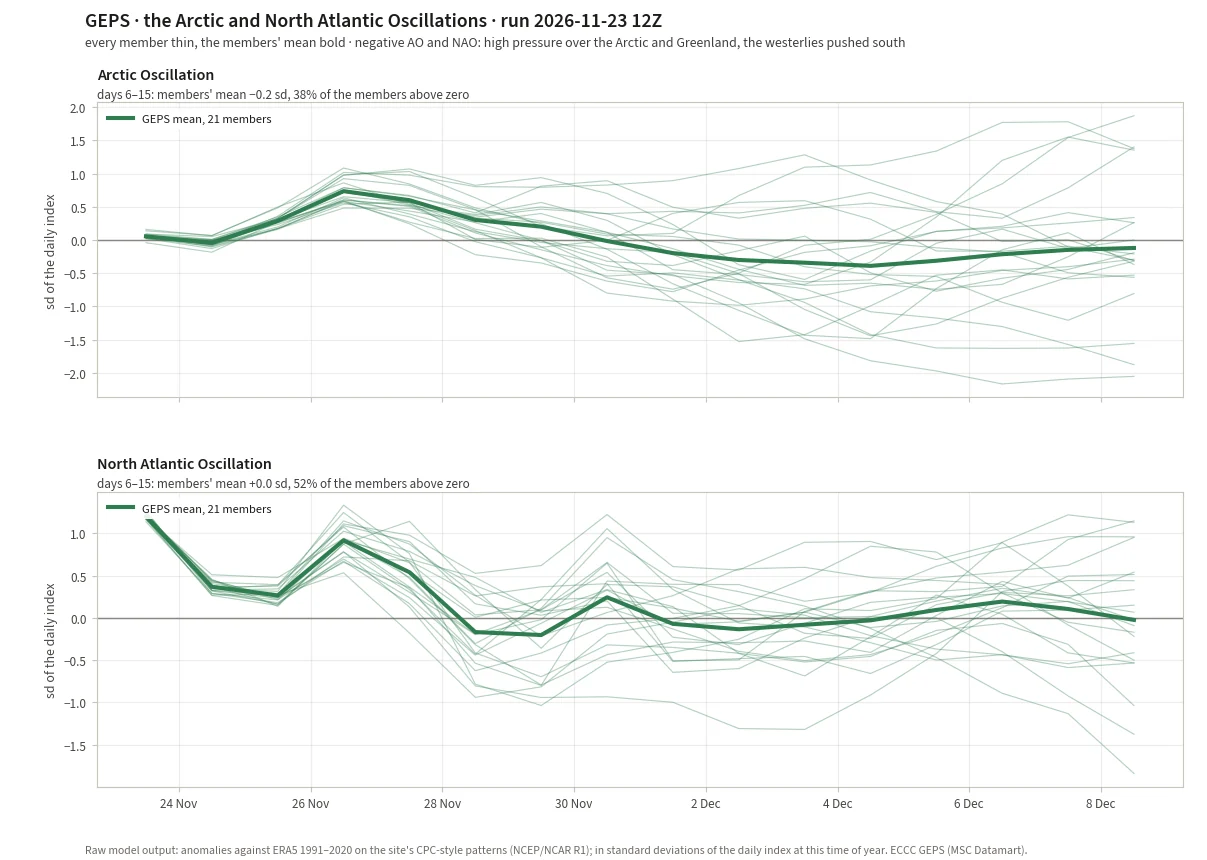 GEPS · the Arctic and North Atlantic Oscillations · run 2026-11-23 12Z
every member thin, the members' mean bold · negative AO and NAO: high pressure over the Arctic and Greenland, the westerlies pushed south
Arctic Oscillation
days 6–15: members' mean −0.2 sd, 38% of the members above zero
GEPS mean, 21 members
sd of the daily index
2.0
1.5
1.0
0.5
0.0
−0.5
−1.0
−1.5
−2.0
North Atlantic Oscillation
days 6–15: members' mean +0.0 sd, 52% of the members above zero
GEPS mean, 21 members
sd of the daily index
1.0
0.5
0.0
−0.5
−1.0
−1.5
24 Nov 26 Nov 28 Nov 30 Nov 2 Dec 4 Dec 6 Dec 8 Dec
Raw model output: anomalies against ERA5 1991–2020 on the site's CPC-style patterns (NCEP/NCAR R1); in standard deviations of the daily index at this time of year. ECCC GEPS (MSC Datamart).